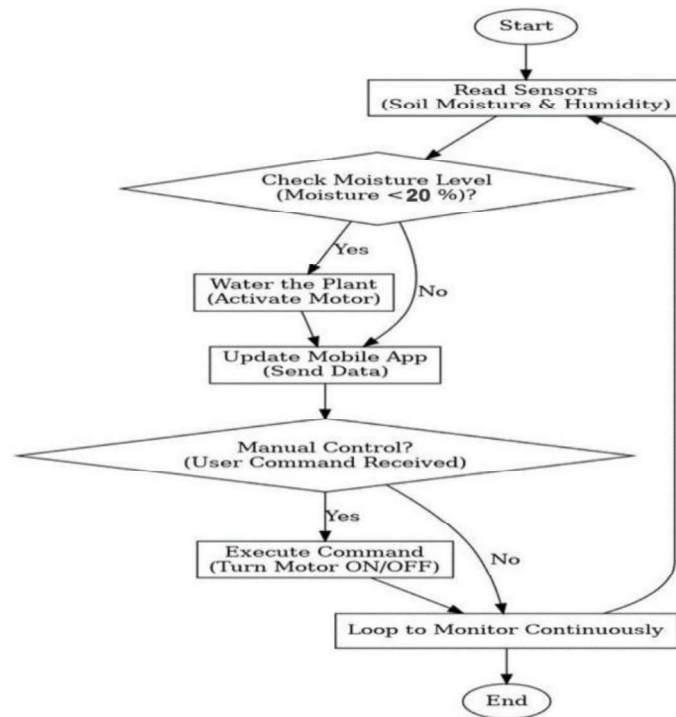 Start
Read Sensors
(Soil Moisture & Humidity)
Check Moisture Level
(Moisture <20 %)?
Yes
No
Water the Plant
(Activate Motor)
Update Mobile App
(Send Data)
Manual Control?
(User Command Received)
Yes
No
Execute Command
(Turn Motor ON/OFF)
Loop to Monitor Continuously
End